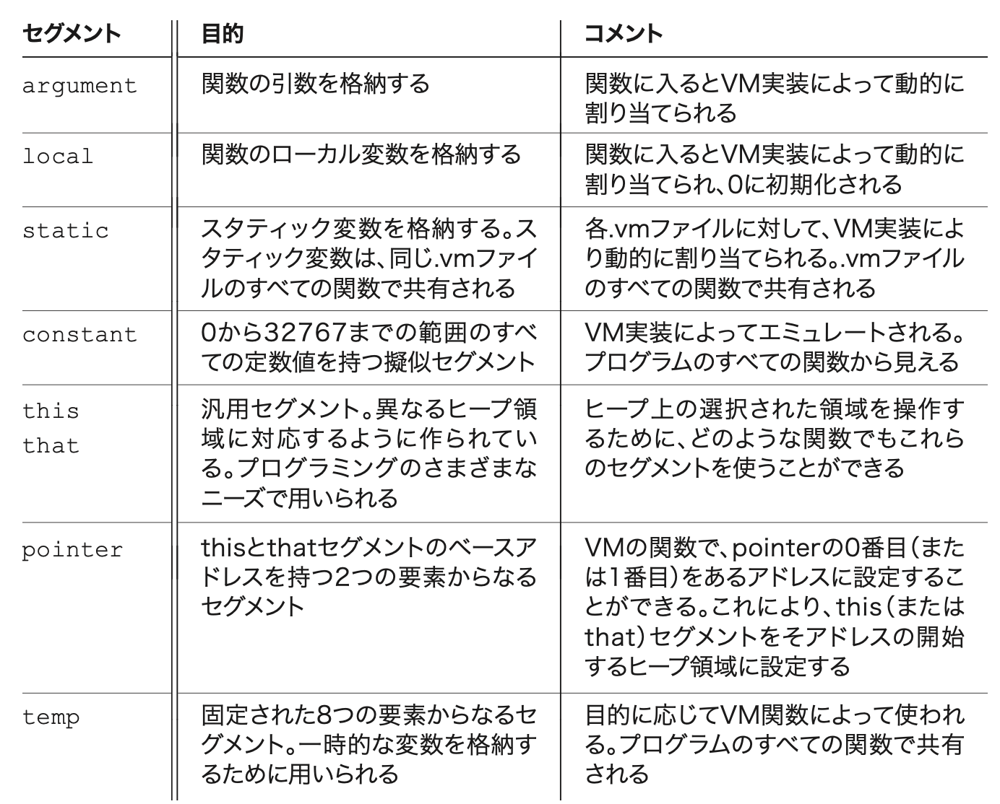 セグメント
目的
コメント
argument
関数の引数を格納する
関数に入るとVM実装によって動的に
割り当てられる
local
関数のローカル変数を格納する
関数に入るとVM実装によって動的に
割り当てられ、0に初期化される
static
スタティック変数を格納する。ス
タティック変数は、同じ.vmファイ
ルのすべての関数で共有される
各.vmファイルに対して、VM実装によ
り動的に割り当てられる。.vmファイル
のすべての関数で共有される
constant
0から32767までの範囲のすべ
ての定数値を持つ擬似セグメント
VM実装によってエミュレートされる。
プログラムのすべての関数から見える
this
that
汎用セグメント。異なるヒープ領
域に対応するように作られてい
る。プログラミングのさまざまな
ニーズで用いられる
ヒープ上の選択された領域を操作す
るために、どのような関数でもこれら
のセグメントを使うことができる
pointer
thisとthatセグメントのベースア
ドレスを持つ2つの要素からなる
セグメント
VMの関数で、pointerの0番目（また
は1番目）をあるアドレスに設定するこ
とができる。これにより、this（または
that）セグメントをそアドレスの開始
するヒープ領域に設定する
temp
固定された8つの要素からなるセ
グメント。一時的な変数を格納す
るために用いられる
目的に応じてVM関数によって使われ
る。プログラムのすべての関数で共有
される